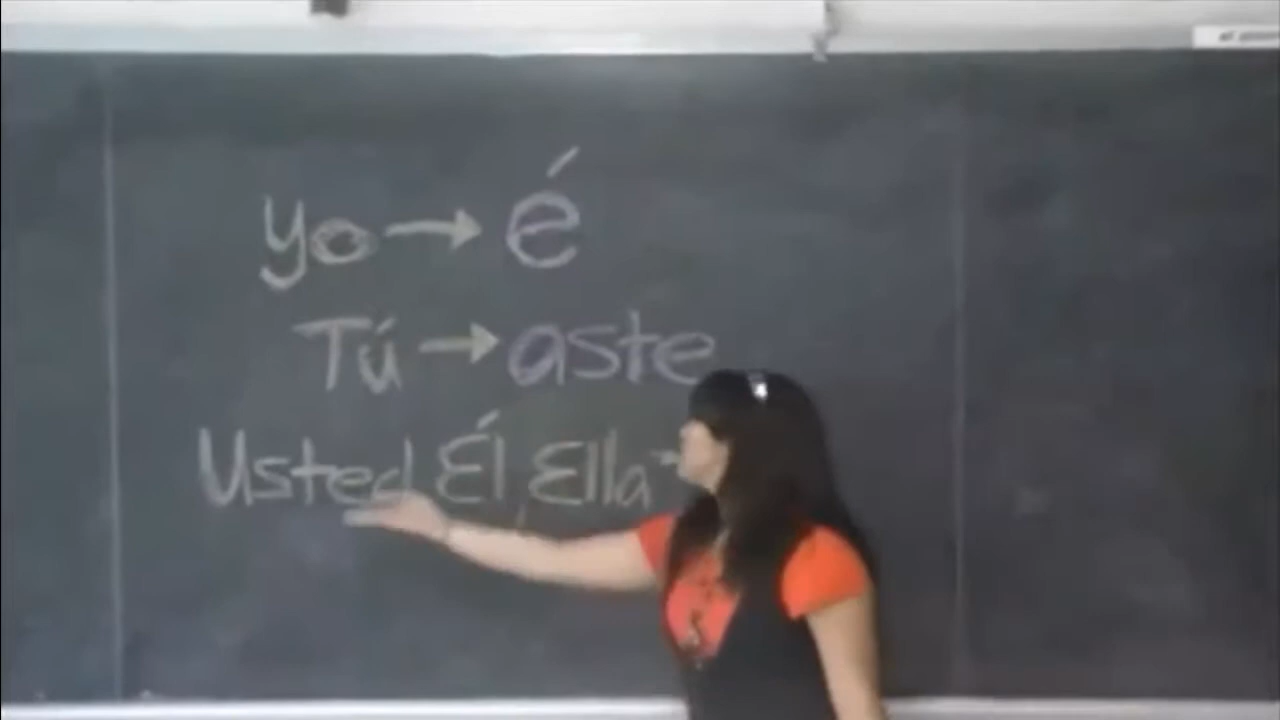 yo → é
Tú → aste
Usted Él, Ella →